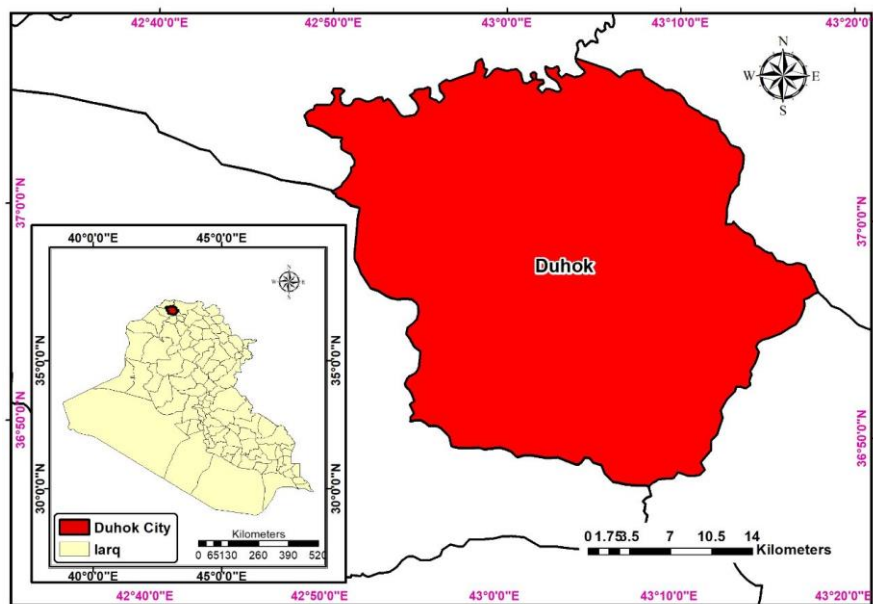 42°40'0"E 42°50'0"E 43°0'0"E 43°10'0"E 43°20'0"E
N
W E
S
37°0'0"N
37°0'0"N
Duhok
40°0'0"E 45°0'0"E
N
W E
S
35°0'0"N
35°0'0"N
30°0'0"N
30°0'0"N
Duhok City
Iarq
Kilometers
0 65130 260 390 520
40°0'0"E 45°0'0"E
36°50'0"N
36°50'0"N
0 1.753.5 7 10.5 14
Kilometers
42°40'0"E 42°50'0"E 43°0'0"E 43°10'0"E 43°20'0"E